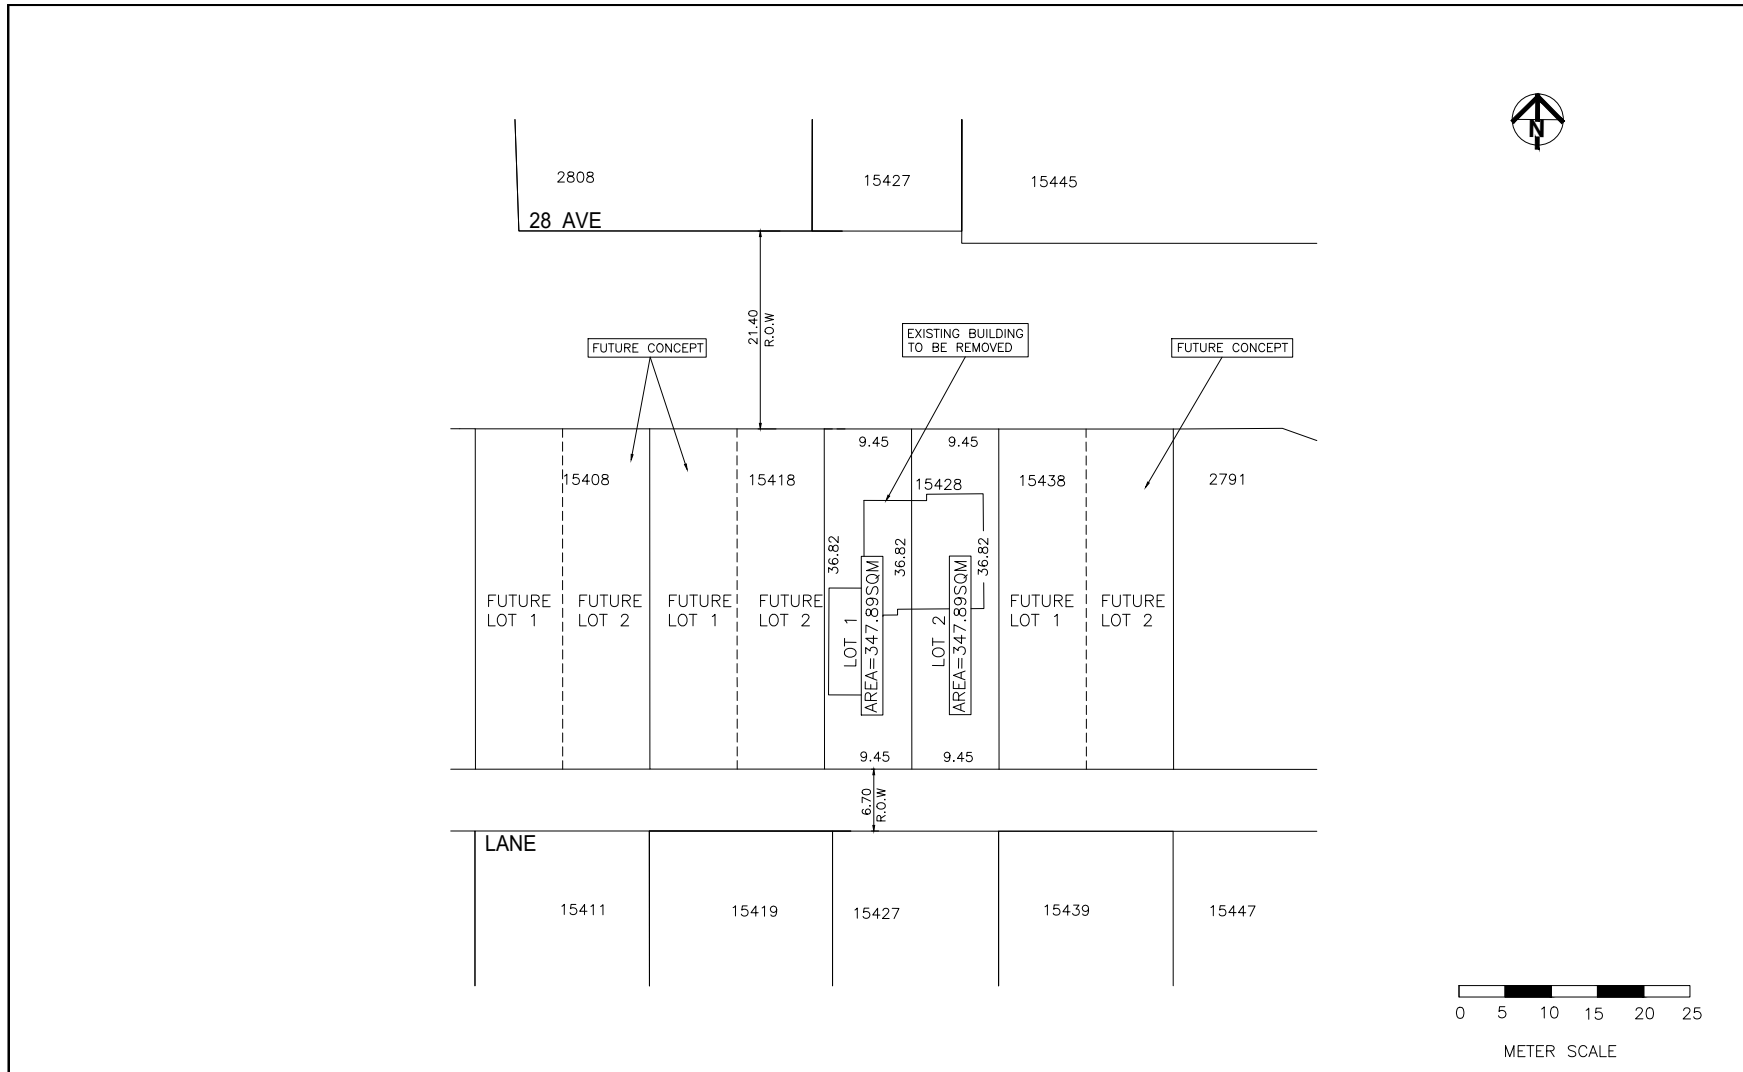 N
2808
15427
15445
28 AVE
21.40
R.O.W
FUTURE CONCEPT
EXISTING BUILDING
TO BE REMOVED
FUTURE CONCEPT
9.45
9.45
15408
15418
15428
15438
2791
36.82
36.82
36.82
FUTURE
LOT 1
FUTURE
LOT 2
FUTURE
LOT 1
FUTURE
LOT 2
LOT 1
AREA=347.89SQM
LOT 2
AREA=347.89SQM
FUTURE
LOT 1
FUTURE
LOT 2
9.45
9.45
6.70
R.O.W
LANE
15411
15419
15427
15439
15447
0 5 10 15 20 25
METER SCALE